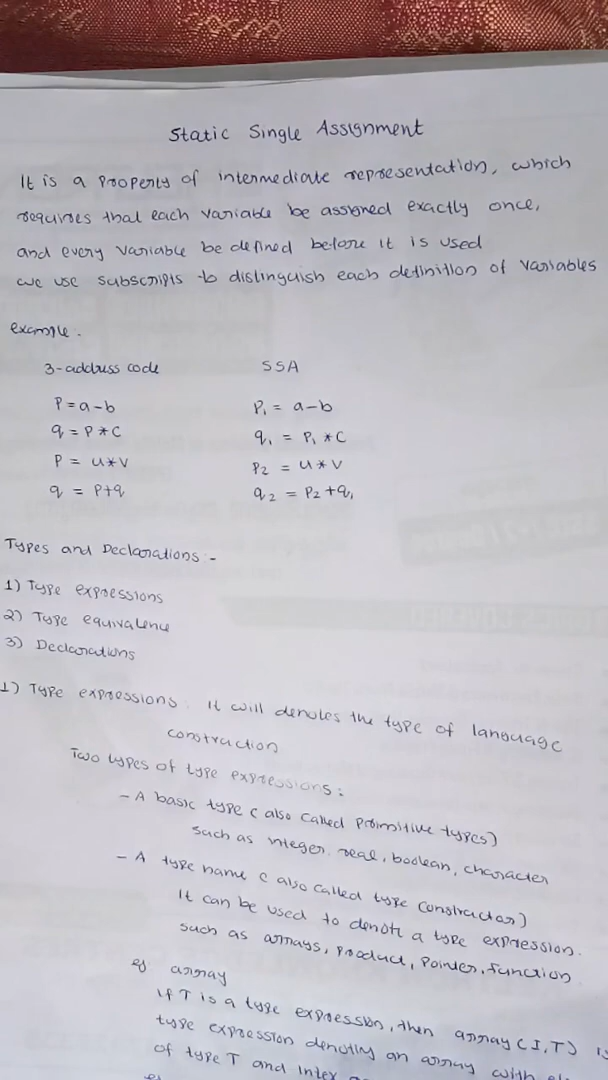 Static Single Assignment
It is a property of intermediate representation, which
requires that each variable be assigned exactly once,
and every variable be defined before it is used
we use subscripts to distinguish each definition of variables
example:
3-address code SSA
P = a-b P₁ = a-b
q = P*C q₁ = P₁ *C
P = u*V P₂ = u*V
q = P+q q₂ = P₂+q₁
Types and Declarations:-
1) Type expressions
2) Type equivalence
3) Declarations
1) Type expressions: It will denotes the type of language
construction
Two types of type expressions:
- A basic type ( also called primitive types)
such as integer, real, boolean, character
- A type name ( also called type constructor)
It can be used to denote a type expression.
such as arrays, product, pointer, function
eg array
if T is a type expression, then array (I,T) is
type expression denoting an array with
of type T and